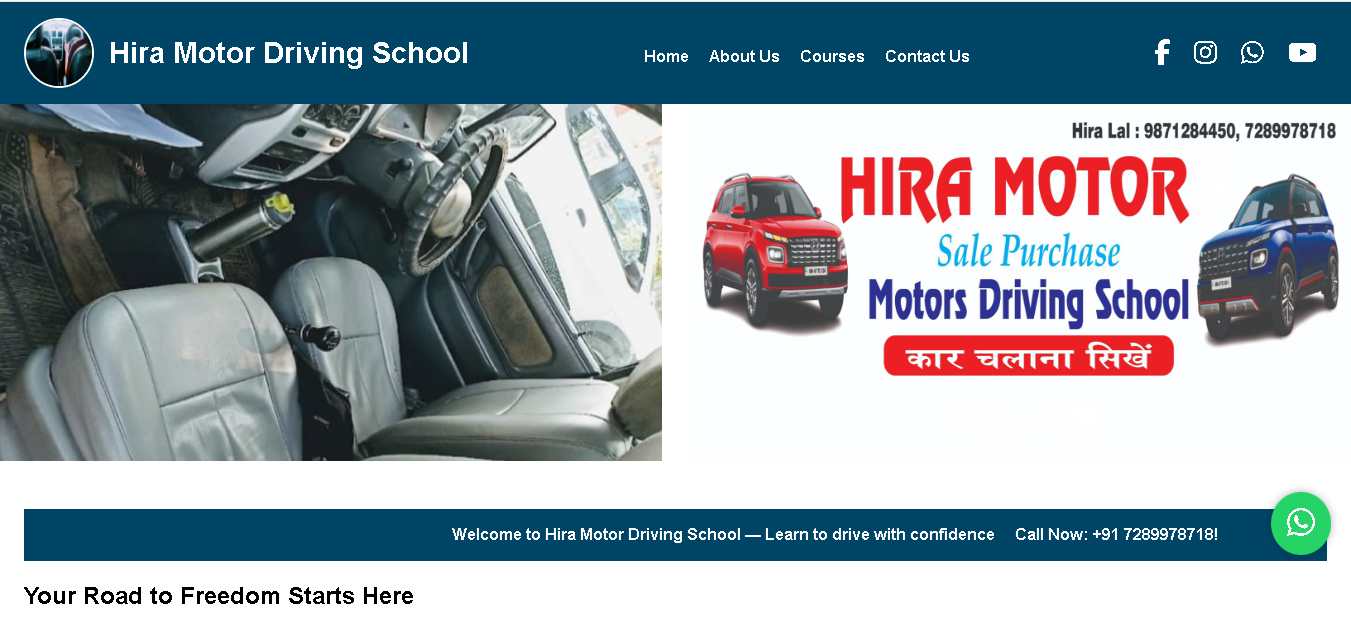 Hira Motor Driving School
Home About Us Courses Contact Us
Hira Lal : 9871284450, 7289978718
HIRA MOTOR
Sale Purchase
Motors Driving School
कार चलाना सिखें
Welcome to Hira Motor Driving School — Learn to drive with confidence Call Now: +91 7289978718!
Your Road to Freedom Starts Here